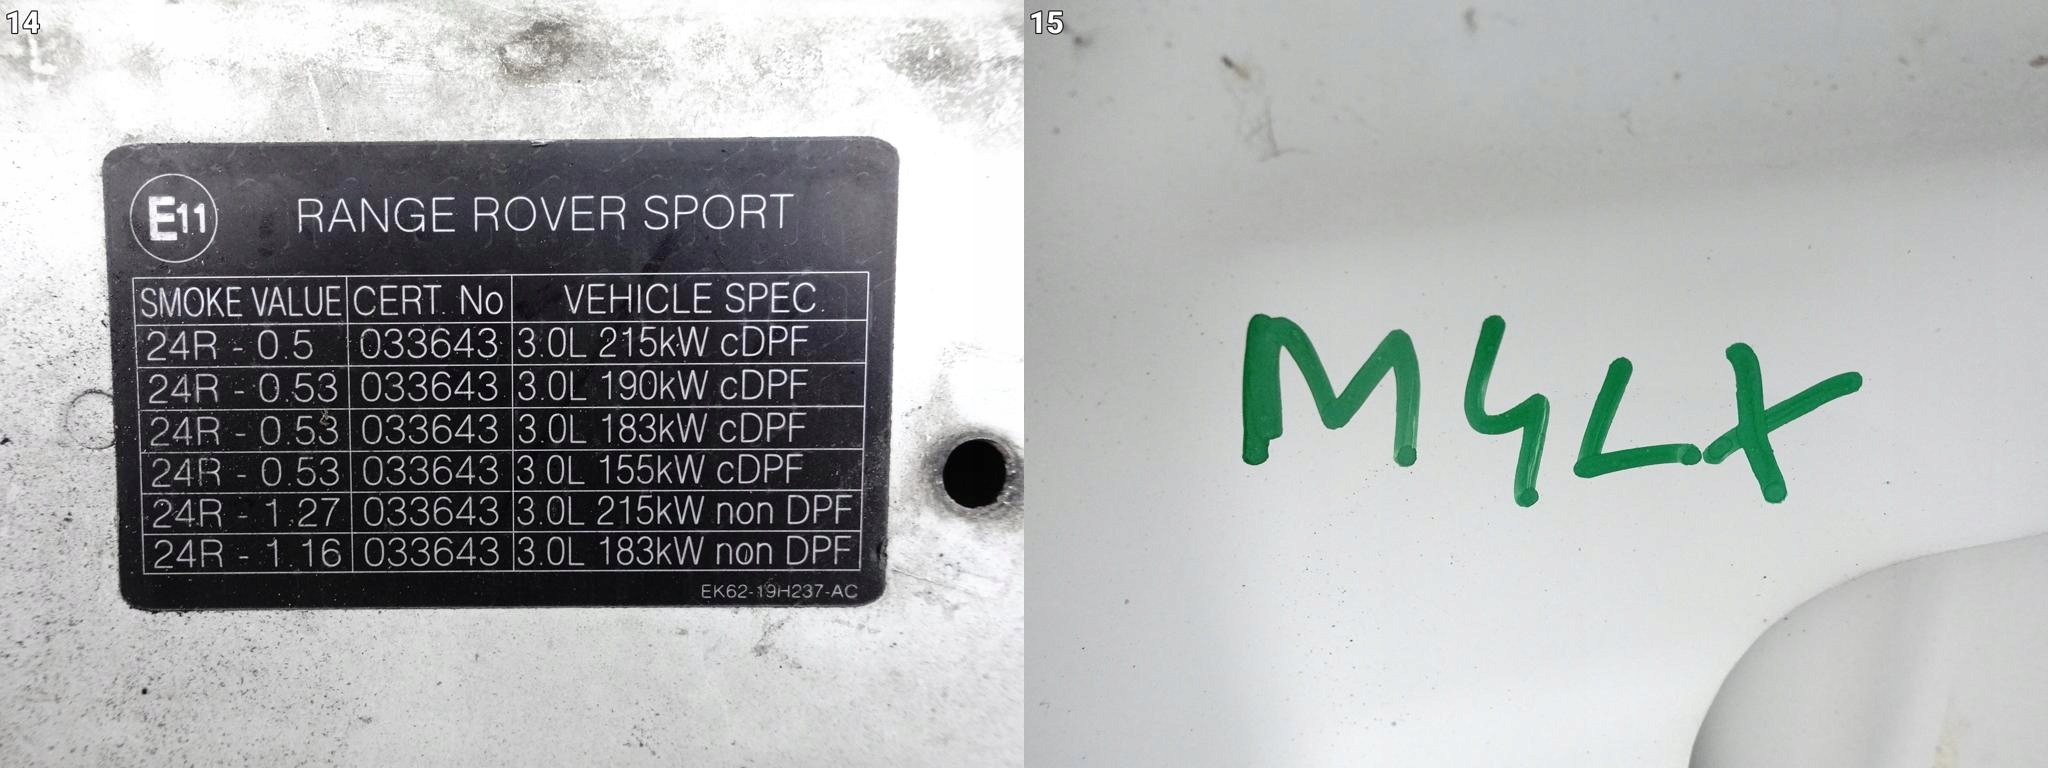 14
E11 RANGE ROVER SPORT
SMOKE VALUE CERT. No VEHICLE SPEC.
24R - 0.5 033643 3.0L 215kW cDPF
24R - 0.53 033643 3.0L 190kW cDPF
24R - 0.53 033643 3.0L 183kW cDPF
24R - 0.53 033643 3.0L 155kW cDPF
24R - 1.27 033643 3.0L 215kW non DPF
24R - 1.16 033643 3.0L 183kW non DPF
EK62-19H237-AC
15
M4LX